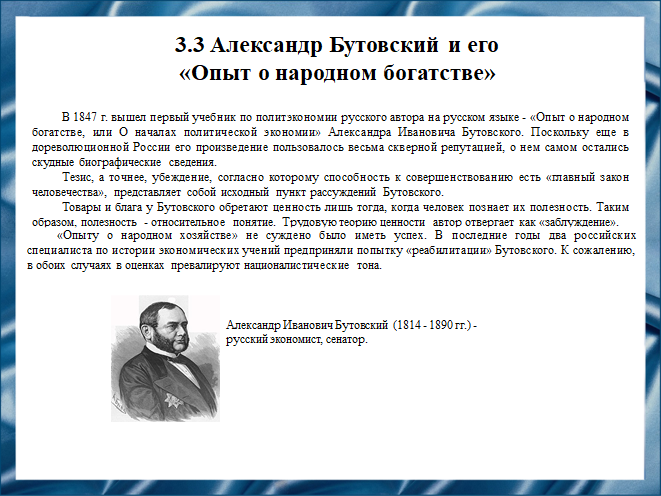 3.3 Александр Бутовский и его
«Опыт о народном богатстве»
В 1847 г. вышел первый учебник по политэкономии русского автора на русском языке - «Опыт о народном
богатстве, или О началах политической экономии» Александра Ивановича Бутовского. Поскольку еще в
дореволюционной России его произведение пользовалось весьма скверной репутацией, о нем самом остались
скудные биографические сведения.
Тезис, а точнее, убеждение, согласно которому способность к совершенствованию есть «главный закон
человечества», представляет собой исходный пункт рассуждений Бутовского.
Товары и блага у Бутовского обретают ценность лишь тогда, когда человек познает их полезность. Таким
образом, полезность - относительное понятие. Трудовую теорию ценности автор отвергает как «заблуждение».
«Опыту о народном хозяйстве» не суждено было иметь успех. В последние годы два российских
специалиста по истории экономических учений предприняли попытку «реабилитации» Бутовского. К сожалению,
в обоих случаях в оценках превалируют националистические тона.
Александр Иванович Бутовский (1814 - 1890 гг.) -
русский экономист, сенатор.